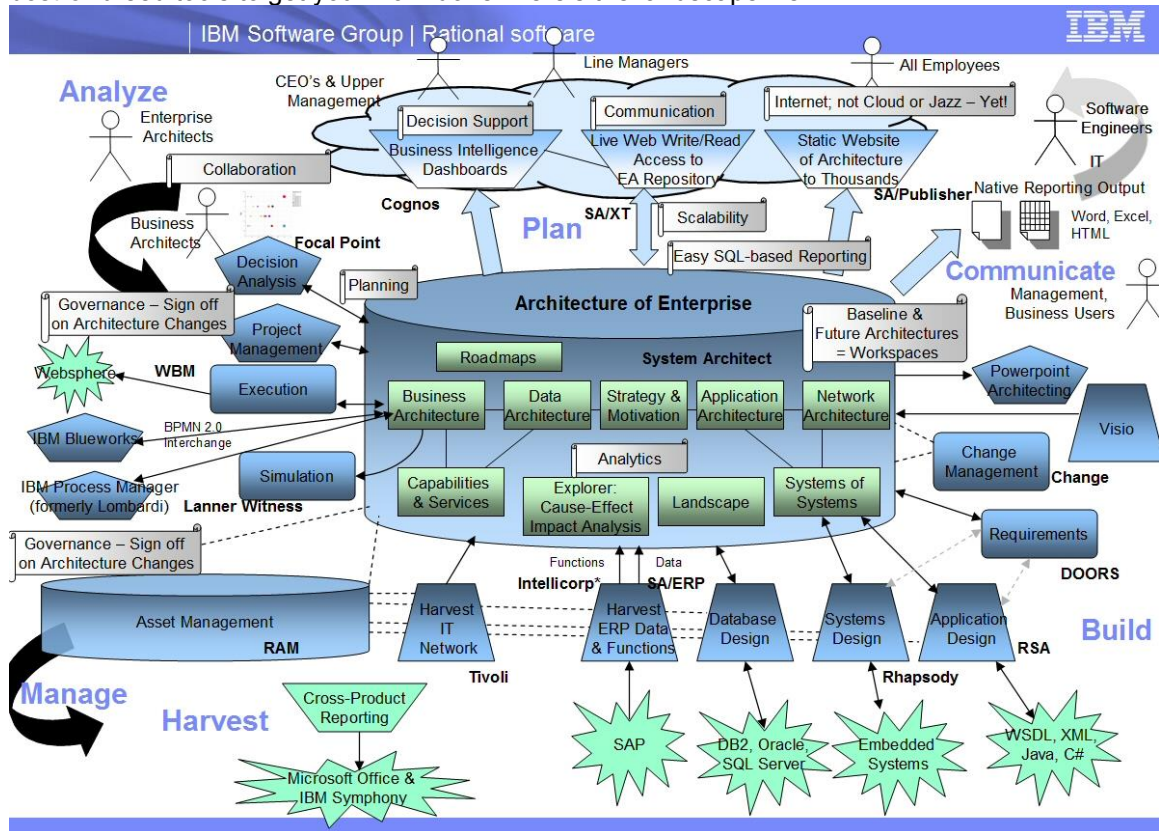 IBM Software Group | Rational software
IBM
Analyze
Enterprise
Architects
CEO's & Upper
Management
Line Managers
All Employees
Software
Engineers
IT
Collaboration
Decision Support
Business Intelligence
Dashboards
Cognos
Communication
Live Web Write/Read
Access to
EA Repository
SA/XT
Internet; not Cloud or Jazz – Yet!
Static Website
of Architecture
to Thousands
SA/Publisher
Native Reporting Output
Word, Excel,
HTML
Business
Architects
Focal Point
Plan
Scalability
Easy SQL-based Reporting
Communicate
Management,
Business Users
Decision
Analysis
Planning
Governance – Sign off
on Architecture Changes
Project
Management
Architecture of Enterprise
System Architect
Baseline &
Future Architectures
= Workspaces
Roadmaps
Websphere
WBM
Execution
Business
Architecture
Data
Architecture
Strategy &
Motivation
Application
Architecture
Network
Architecture
Powerpoint
Architecting
Visio
IBM Blueworks
BPMN 2.0
Interchange
Simulation
Analytics
Change
Management
Change
IBM Process Manager
(formerly Lombardi)
Lanner Witness
Capabilities
& Services
Explorer:
Cause-Effect
Impact Analysis
Landscape
Systems of
Systems
Governance – Sign off
on Architecture Changes
Requirements
DOORS
Functions
Data
Intellicorp*
SA/ERP
Asset Management
RAM
Harvest
IT
Network
Tivoli
Harvest
ERP Data
& Functions
Database
Design
Systems
Design
Rhapsody
Application
Design
RSA
Build
Manage
Harvest
Cross-Product
Reporting
Microsoft Office &
IBM Symphony
SAP
DB2, Oracle,
SQL Server
Embedded
Systems
WSDL, XML,
Java, C#